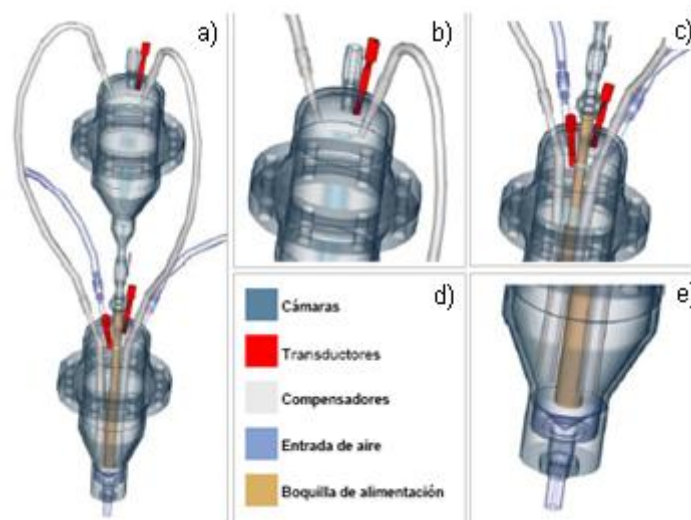 a)
b)
c)
d)
Cámaras
Transductores
Compensadores
Entrada de aire
Boquilla de alimentación
e)